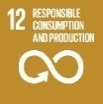 12 RESPONSIBLE
CONSUMPTION
AND PRODUCTION